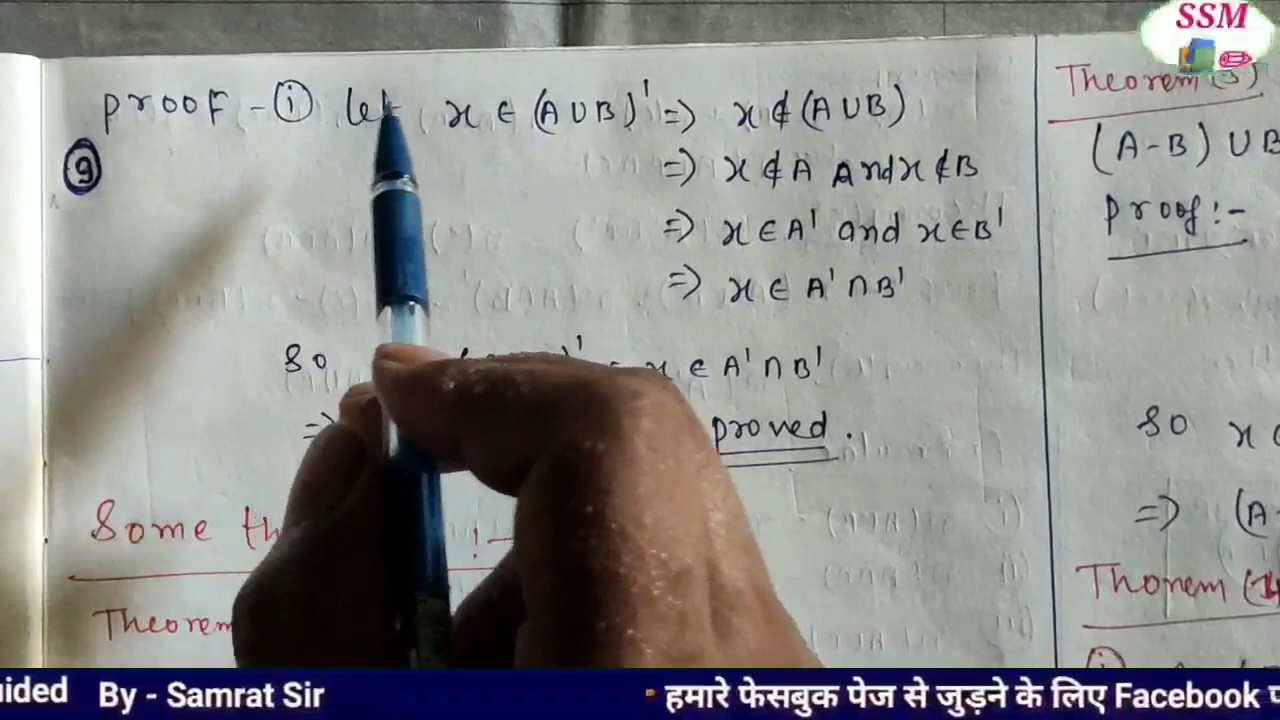 SSM
proof - (i) let x ∈ (A ∪ B)' => x ∉ (A ∪ B)
(9)
=> x ∉ A And x ∉ B
=> x ∈ A' and x ∈ B'
=> x ∈ A' ∩ B'
So x ∈ A' ∩ B'
=> proved.
Some
Theorem
Theorem (3)
(A-B) ∪ B
proof :-
So x
=> (A-
Thorem
(i)
uided By - Samrat Sir
हमारे फेसबुक पेज से जुड़ने के लिए Facebook